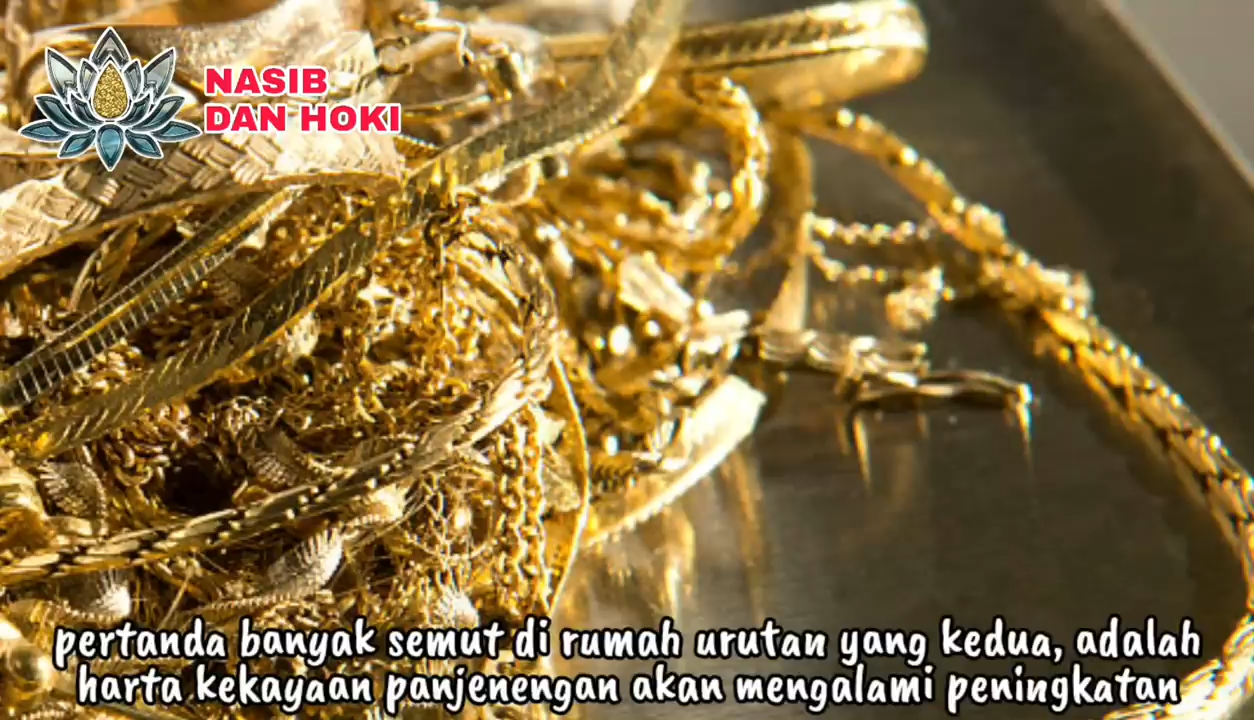 NASIB
DAN HOKI
pertanda banyak semut di rumah urutan yang kedua, adalah
harta kekayaan panjenengan akan mengalami peningkatan